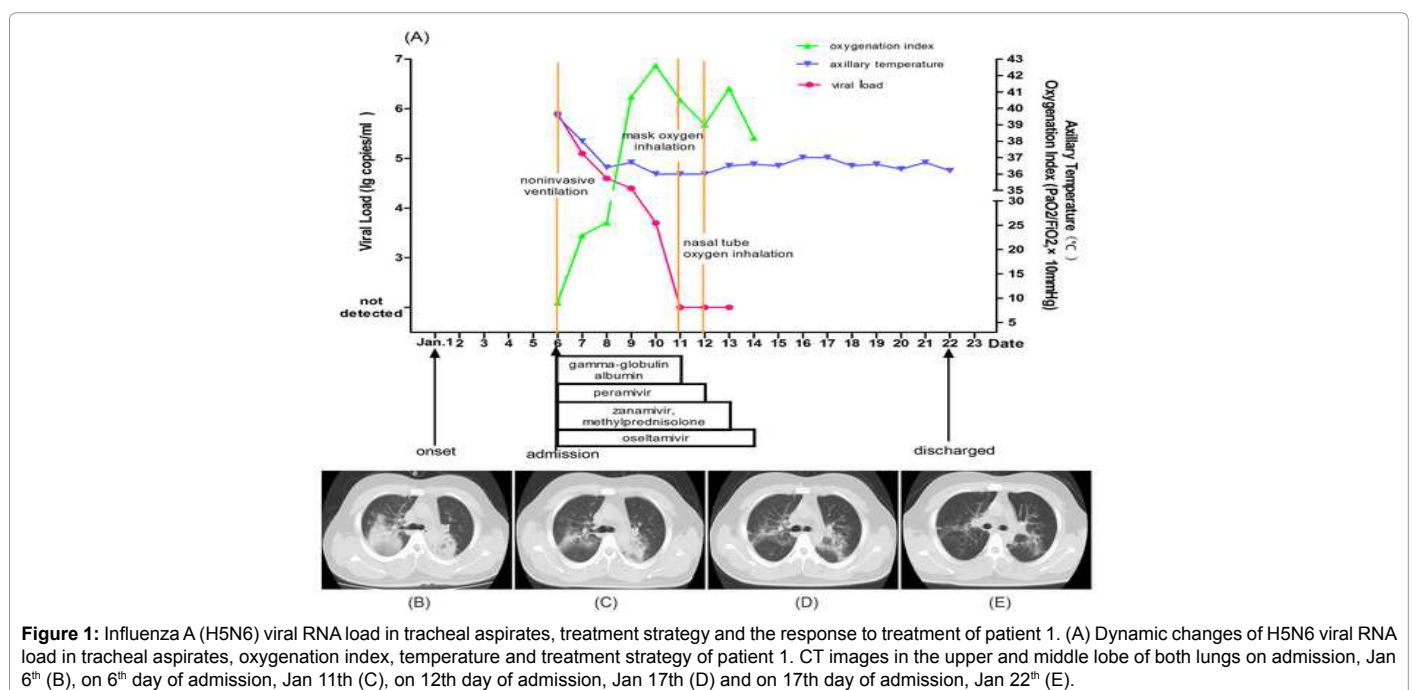 (A)
oxygenation index
axillary temperature
viral load
7
6
5
4
3
not
detected
Viral Load (lg copies/ml )
noninvasive
ventilation
mask oxygen
inhalation
nasal tube
oxygen inhalation
43
42
41
40
39
38
37
36
35
30
25
20
15
10
5
Oxygenation Index (PaO2/FiO2,× 10mmHg)
Axillary Temperature (℃)
Jan.1 2 3 4 5 6 7 8 9 10 11 12 13 14 15 16 17 18 19 20 21 22 23 Date
gamma-globulin
albumin
peramivir
zanamivir,
methylprednisolone
oseltamivir
onset
admission
discharged
(B)
(C)
(D)
(E)
Figure 1: Influenza A (H5N6) viral RNA load in tracheal aspirates, treatment strategy and the response to treatment of patient 1. (A) Dynamic changes of H5N6 viral RNA
load in tracheal aspirates, oxygenation index, temperature and treatment strategy of patient 1. CT images in the upper and middle lobe of both lungs on admission, Jan
6th (B), on 6th day of admission, Jan 11th (C), on 12th day of admission, Jan 17th (D) and on 17th day of admission, Jan 22th (E).